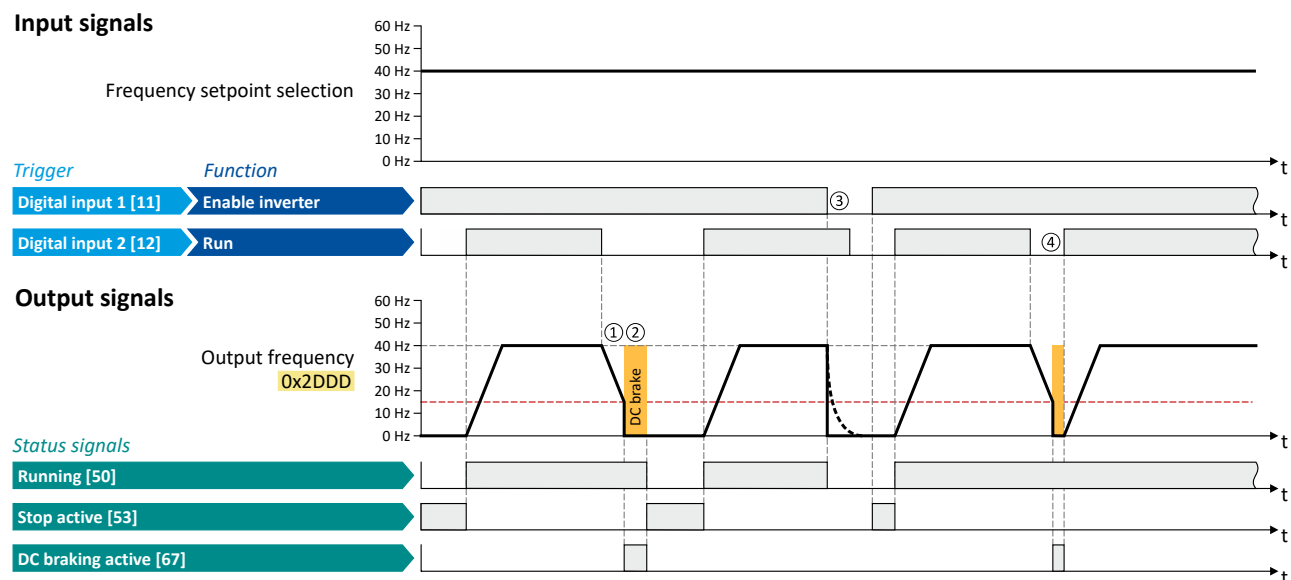 Input signals
60 Hz
50 Hz
40 Hz
Frequency setpoint selection
30 Hz
20 Hz
10 Hz
0 Hz
t
Trigger
Function
Digital input 1 [11]
Enable inverter
③
t
Digital input 2 [12]
Run
④
t
Output signals
60 Hz
50 Hz
① ②
40 Hz
Output frequency
30 Hz
0x2DDD
20 Hz
DC brake
10 Hz
0 Hz
t
Status signals
Running [50]
t
Stop active [53]
t
DC braking active [67]
t